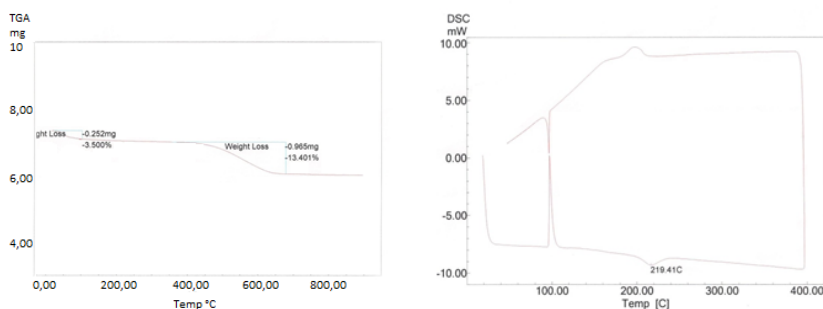 TGA
mg
10
8,00
6,00
4,00
ght Loss
-0.252mg
-3.500%
Weight Loss
-0.965mg
-13.401%
0,00 200,00 400,00 600,00 800,00
Temp °C
DSC
mW
10.00
5.00
0.00
-5.00
-10.00
219.41C
100.00 200.00 300.00 400.00
Temp [C]